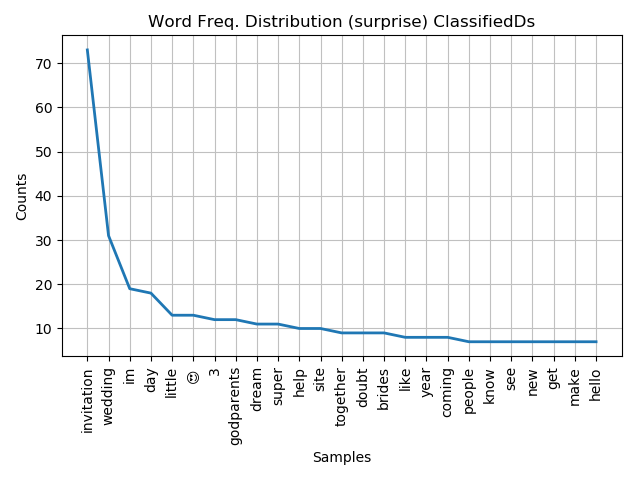 Word Freq. Distribution (surprise) ClassifiedDs
70
60
50
40
30
20
10
Counts
invitation
wedding
im
day
little
😍
3
godparents
dream
super
help
site
together
doubt
brides
like
year
coming
people
know
see
new
get
make
hello
Samples